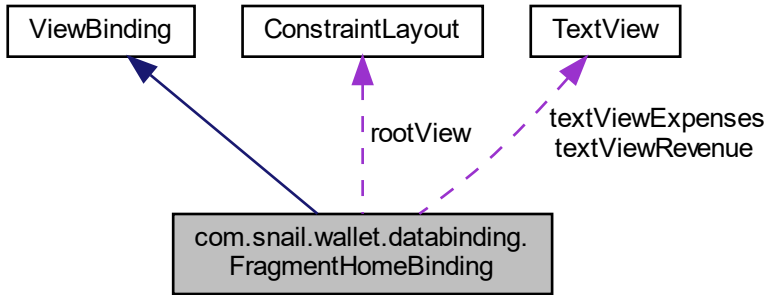 ViewBinding
ConstraintLayout
TextView
rootView
textViewExpenses
textViewRevenue
com.snail.wallet.databinding.
FragmentHomeBinding